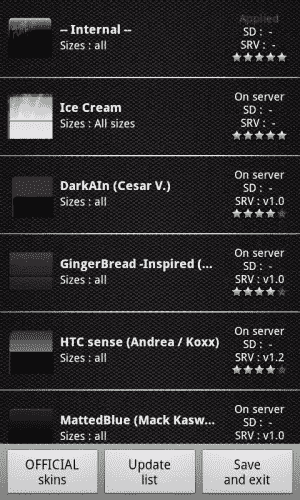 Applied
-- Internal --
SD : -
Sizes : all
SRV : -
On server
Ice Cream
SD : -
Sizes : All sizes
SRV : -
On server
DarkAIn (Cesar V.)
SD : -
Sizes : all
SRV : v1.0
On server
GingerBread -Inspired (...
SD : -
Sizes : all
SRV : v1.0
On server
HTC sense (Andrea / Koxx)
SD : -
Sizes : all
SRV : v1.2
On server
MattedBlue (Mack Kasw...
SD : -
Sizes : all
SRV : v1.0
OFFICIAL skins
Update list
Save and exit